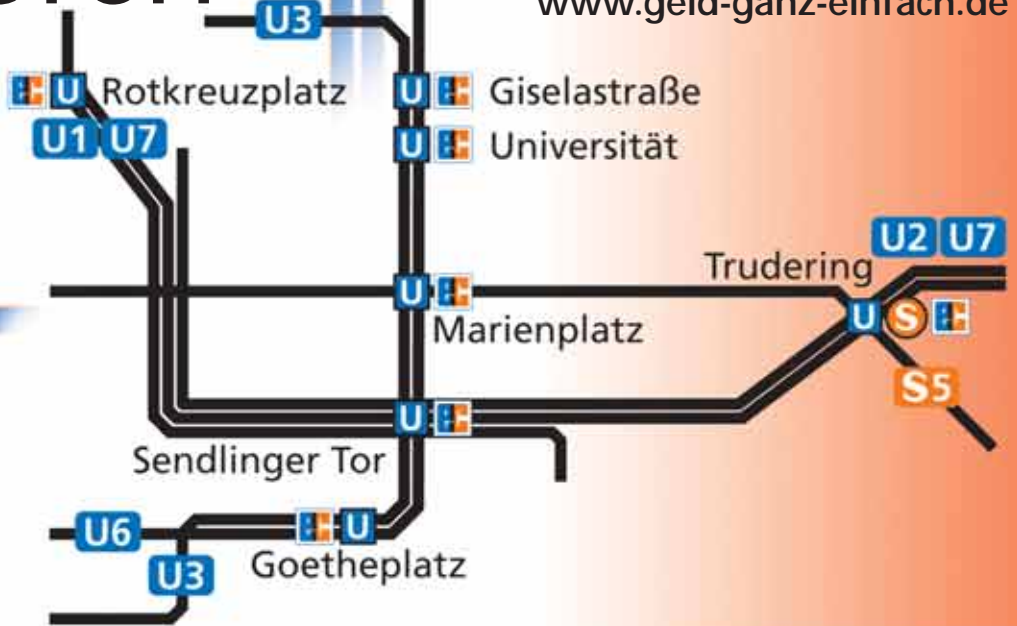 www.geld-ganz-einfach.de
U3
U Rotkreuzplatz
U1 U7
U Giselastraße
U Universität
U2 U7
Trudering
U
Marienplatz
U S
S5
U
Sendlinger Tor
U6
U
U3
Goetheplatz